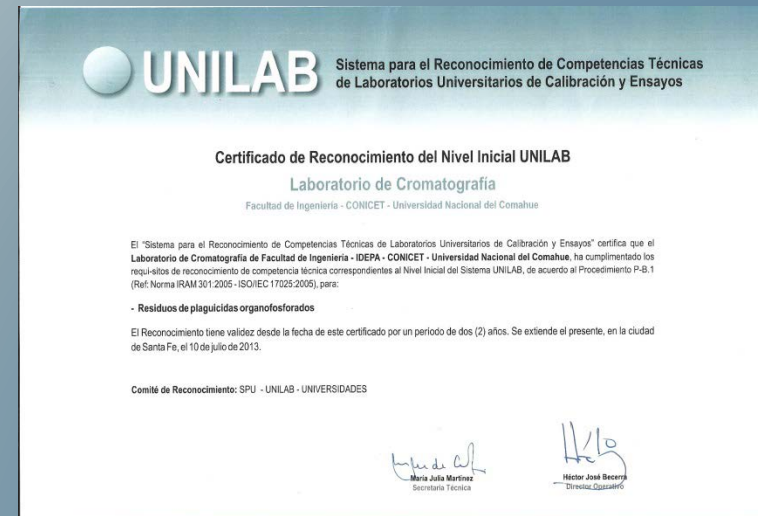 UNILAB
Sistema para el Reconocimiento de Competencias Técnicas
de Laboratorios Universitarios de Calibración y Ensayos
Certificado de Reconocimiento del Nivel Inicial UNILAB
Laboratorio de Cromatografía
Facultad de Ingeniería - CONICET - Universidad Nacional del Comahue
El "Sistema para el Reconocimiento de Competencias Técnicas de Laboratorios Universitarios de Calibración y Ensayos" certifica que el
Laboratorio de Cromatografía de Facultad de Ingeniería - IDEPA - CONICET - Universidad Nacional del Comahue, ha cumplimentado los
requi-sitos de reconocimiento de competencia técnica correspondientes al Nivel Inicial del Sistema UNILAB, de acuerdo al Procedimiento P-B.1
(Ref: Norma IRAM 301:2005 - ISO/IEC 17025:2005), para:
- Residuos de plaguicidas organofosforados
El Reconocimiento tiene validez desde la fecha de este certificado por un periodo de dos (2) años. Se extiende el presente, en la ciudad
de Santa Fe, el 10 de julio de 2013.
Comité de Reconocimiento: SPU - UNILAB - UNIVERSIDADES
María Julia Martínez
Secretaria Técnica
Héctor José Becerra
Director Operativo